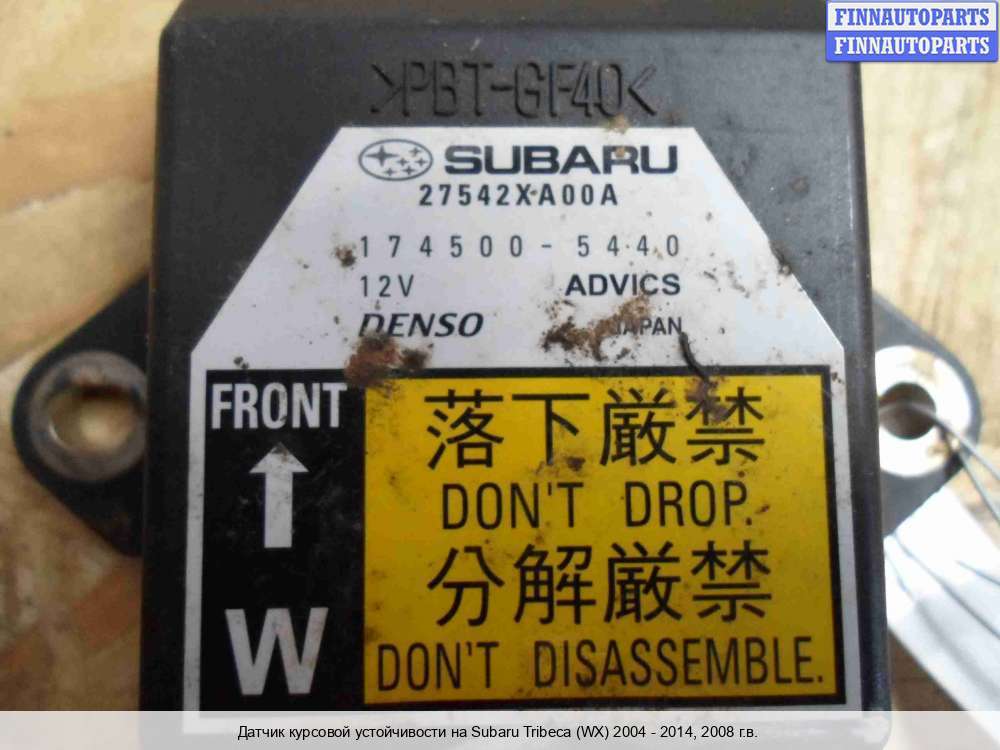 FINNAUTOPARTS
FINNAUTOPARTS
>PBT-GF40<
SUBARU
27542XA00A
174500-5440
12V ADVICS
DENSO JAPAN
FRONT
落下厳禁
DON'T DROP.
分解厳禁
W
DON'T DISASSEMBLE.
Датчик курсовой устойчивости на Subaru Tribeca (WX) 2004 - 2014, 2008 г.в.